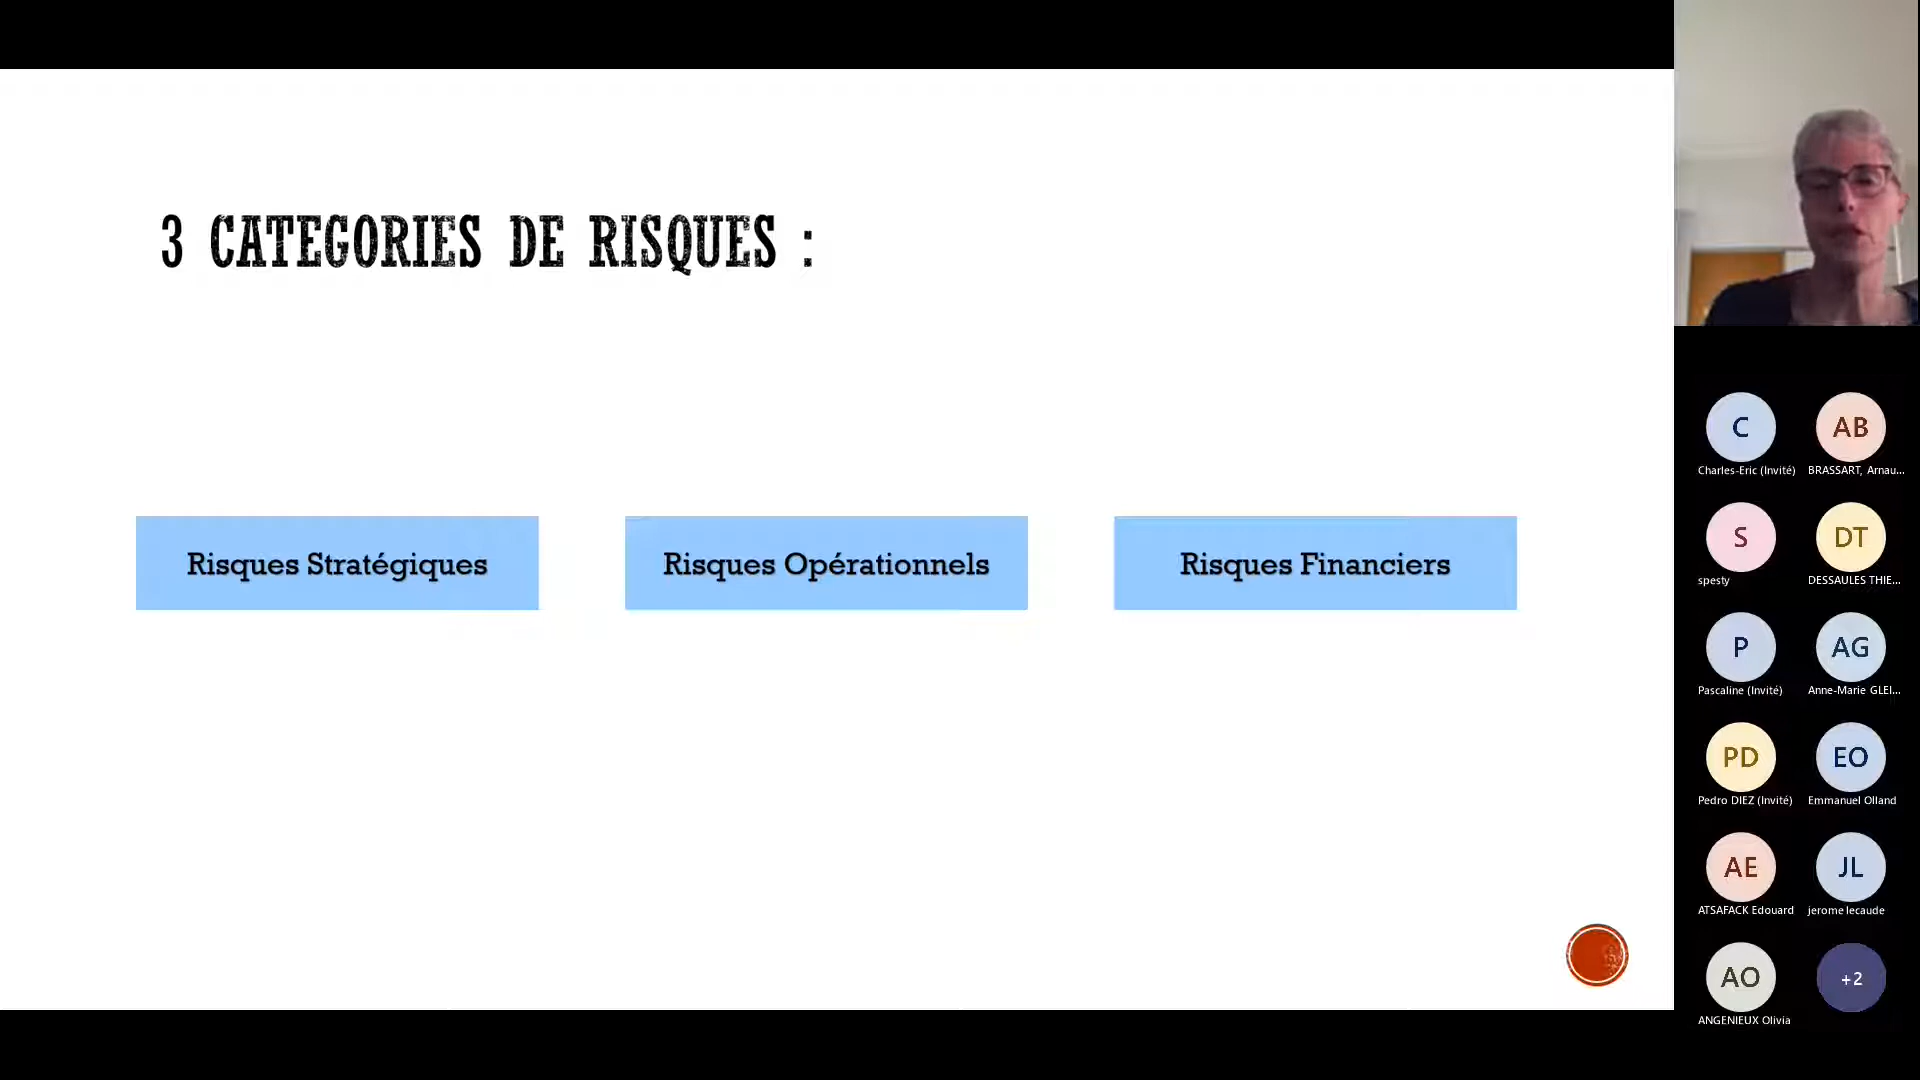 3 CATEGORIES DE RISQUES :
Risques Stratégiques
Risques Opérationnels
Risques Financiers
C
AB
Charles-Eric (Invité)
BRASSART, Arnau...
S
DT
spesty
DESSAULES THIE...
P
AG
Pascaline (Invité)
Anne-Marie GLEI...
PD
EO
Pedro DIEZ (Invité)
Emmanuel Olland
AE
JL
ATSAFACK Edouard
jerome lecaude
AO
+2
ANGENIEUX Olivia